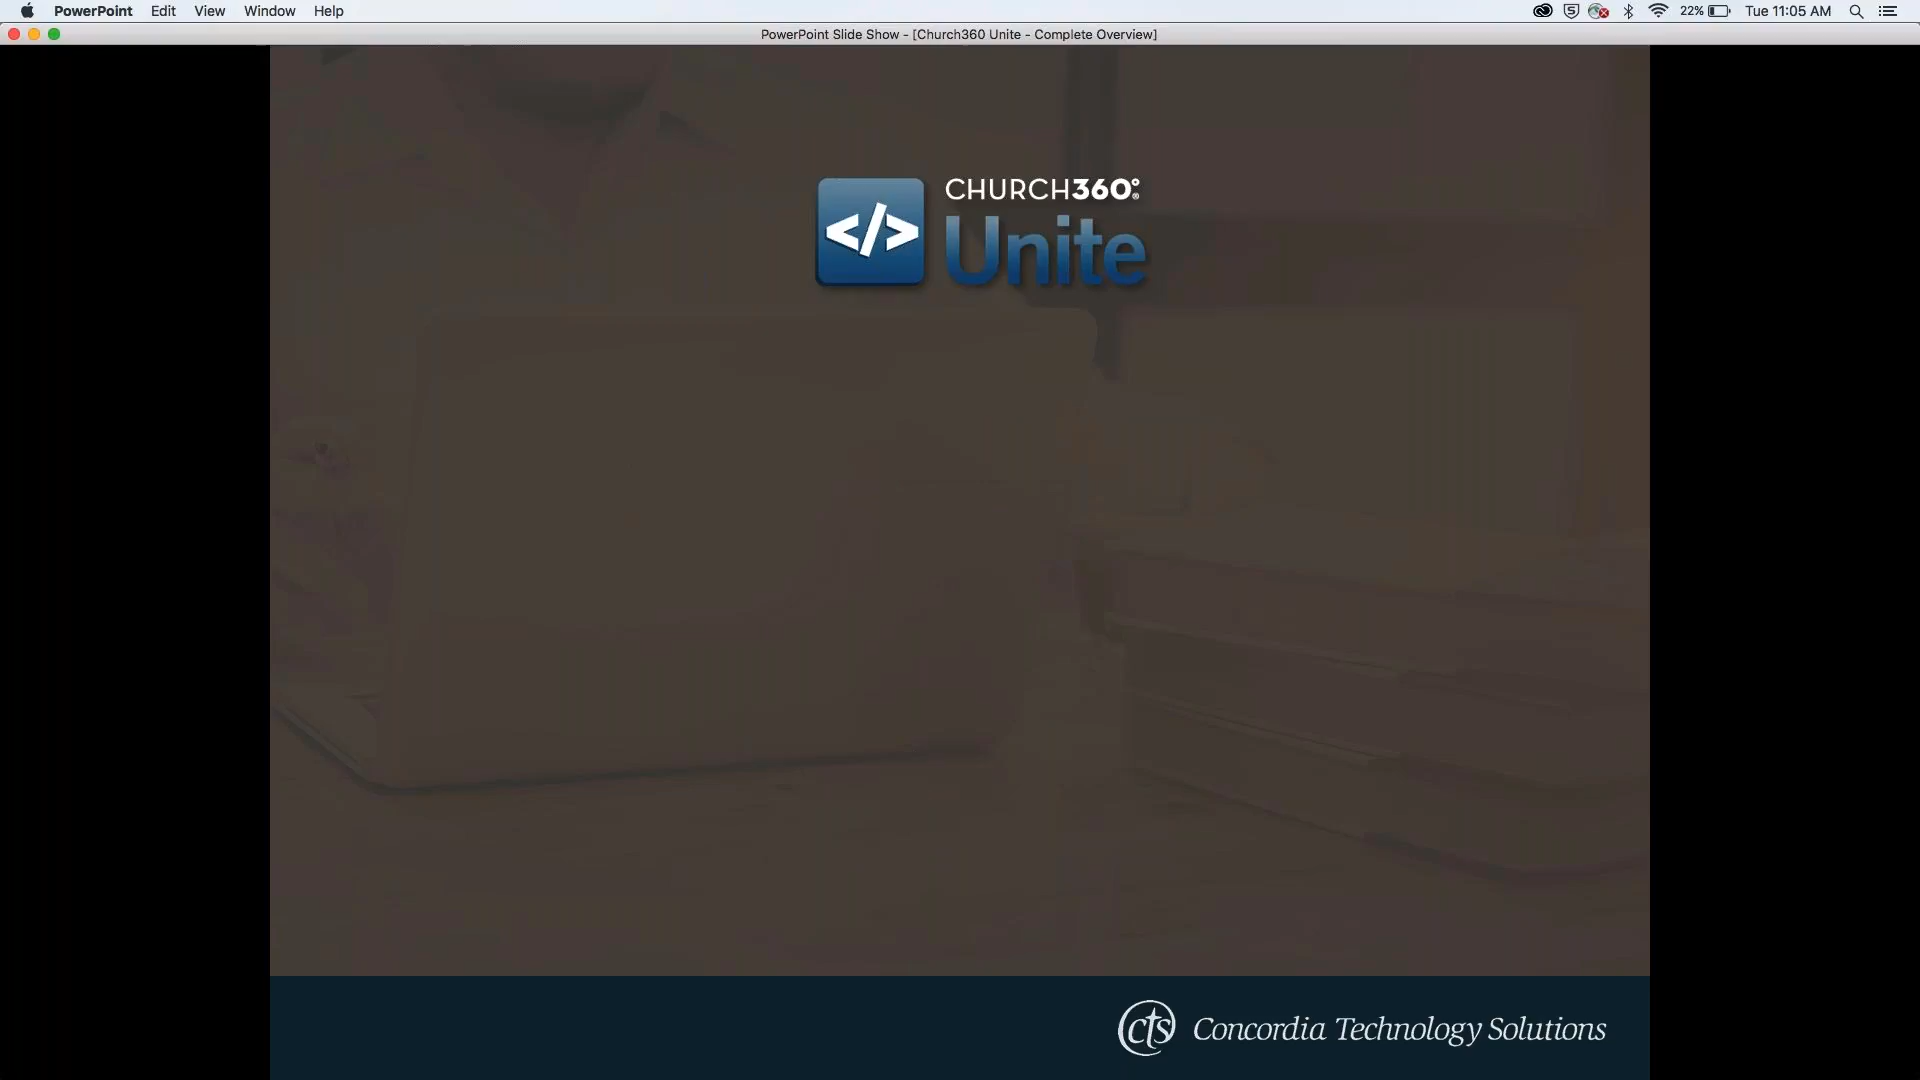 PowerPoint Edit View Window Help 22% Tue 11:05 AM
PowerPoint Slide Show - [Church360 Unite - Complete Overview]
</> CHURCH360°
Unite
cts Concordia Technology Solutions